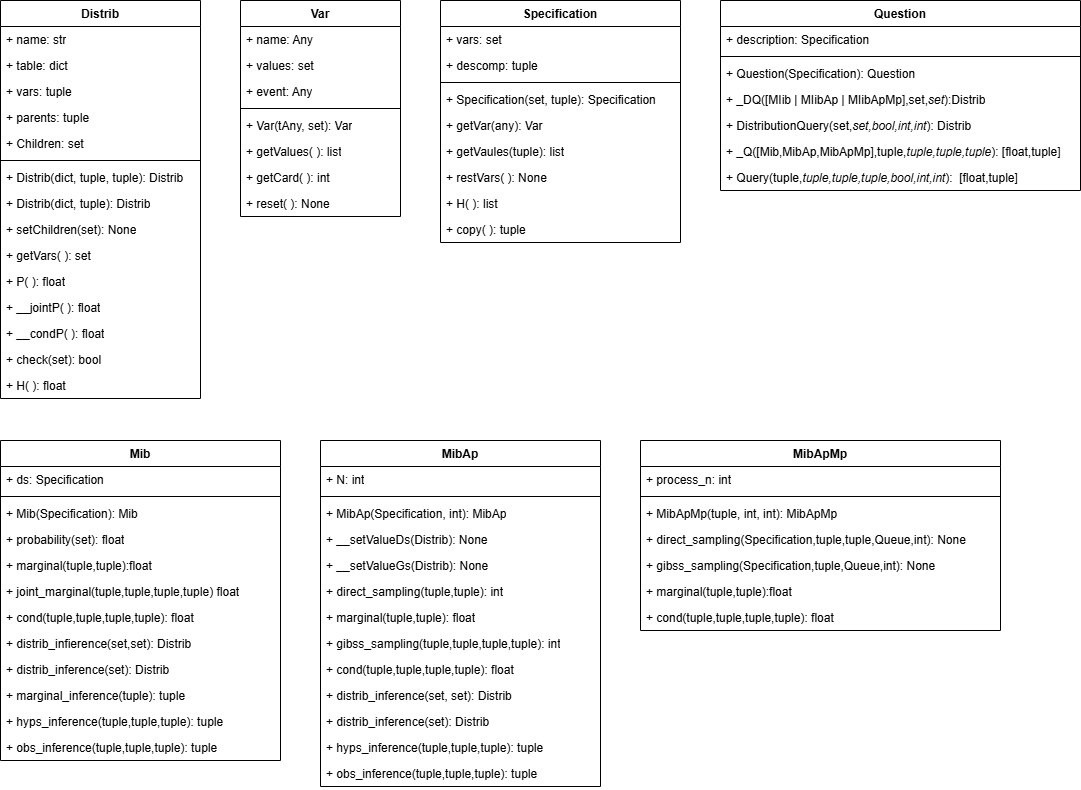 Distrib
+ name: str
+ table: dict
+ vars: tuple
+ parents: tuple
+ Children: set
+ Distrib(dict, tuple, tuple): Distrib
+ Distrib(dict, tuple): Distrib
+ setChildren(set): None
+ getVars( ): set
+ P( ): float
+ __jointP( ): float
+ __condP( ): float
+ check(set): bool
+ H( ): float
Var
+ name: Any
+ values: set
+ event: Any
+ Var(tAny, set): Var
+ getValues( ): list
+ getCard( ): int
+ reset( ): None
Specification
+ vars: set
+ descomp: tuple
+ Specification(set, tuple): Specification
+ getVar(any): Var
+ getVaules(tuple): list
+ restVars( ): None
+ H( ): list
+ copy( ): tuple
Question
+ description: Specification
+ Question(Specification): Question
+ _DQ([MIib | MIibAp | MIibApMp],set,set):Distrib
+ DistributionQuery(set,set,bool,int,int): Distrib
+ _Q([Mib,MibAp,MibApMp],tuple,tuple,tuple,tuple): [float,tuple]
+ Query(tuple,tuple,tuple,tuple,bool,int,int):  [float,tuple]
Mib
+ ds: Specification
+ Mib(Specification): Mib
+ probability(set): float
+ marginal(tuple,tuple):float
+ joint_marginal(tuple,tuple,tuple,tuple) float
+ cond(tuple,tuple,tuple,tuple): float
+ distrib_infierence(set,set): Distrib
+ distrib_inference(set): Distrib
+ marginal_inference(tuple): tuple
+ hyps_inference(tuple,tuple,tuple): tuple
+ obs_inference(tuple,tuple,tuple): tuple
MibAp
+ N: int
+ MibAp(Specification, int): MibAp
+ __setValueDs(Distrib): None
+ __setValueGs(Distrib): None
+ direct_sampling(tuple,tuple): int
+ marginal(tuple,tuple): float
+ gibss_sampling(tuple,tuple,tuple,tuple): int
+ cond(tuple,tuple,tuple,tuple): float
+ distrib_inference(set, set): Distrib
+ distrib_inference(set): Distrib
+ hyps_inference(tuple,tuple,tuple): tuple
+ obs_inference(tuple,tuple,tuple): tuple
MibApMp
+ process_n: int
+ MibApMp(tuple, int, int): MibApMp
+ direct_sampling(Specification,tuple,tuple,Queue,int): None
+ gibss_sampling(Specification,tuple,Queue,int): None
+ marginal(tuple,tuple):float
+ cond(tuple,tuple,tuple,tuple): float